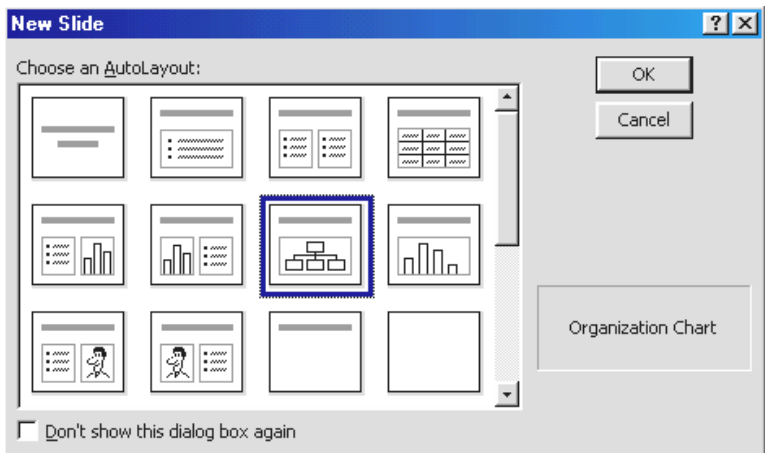 New Slide
Choose an AutoLayout:
OK
Cancel
Organization Chart
Don't show this dialog box again